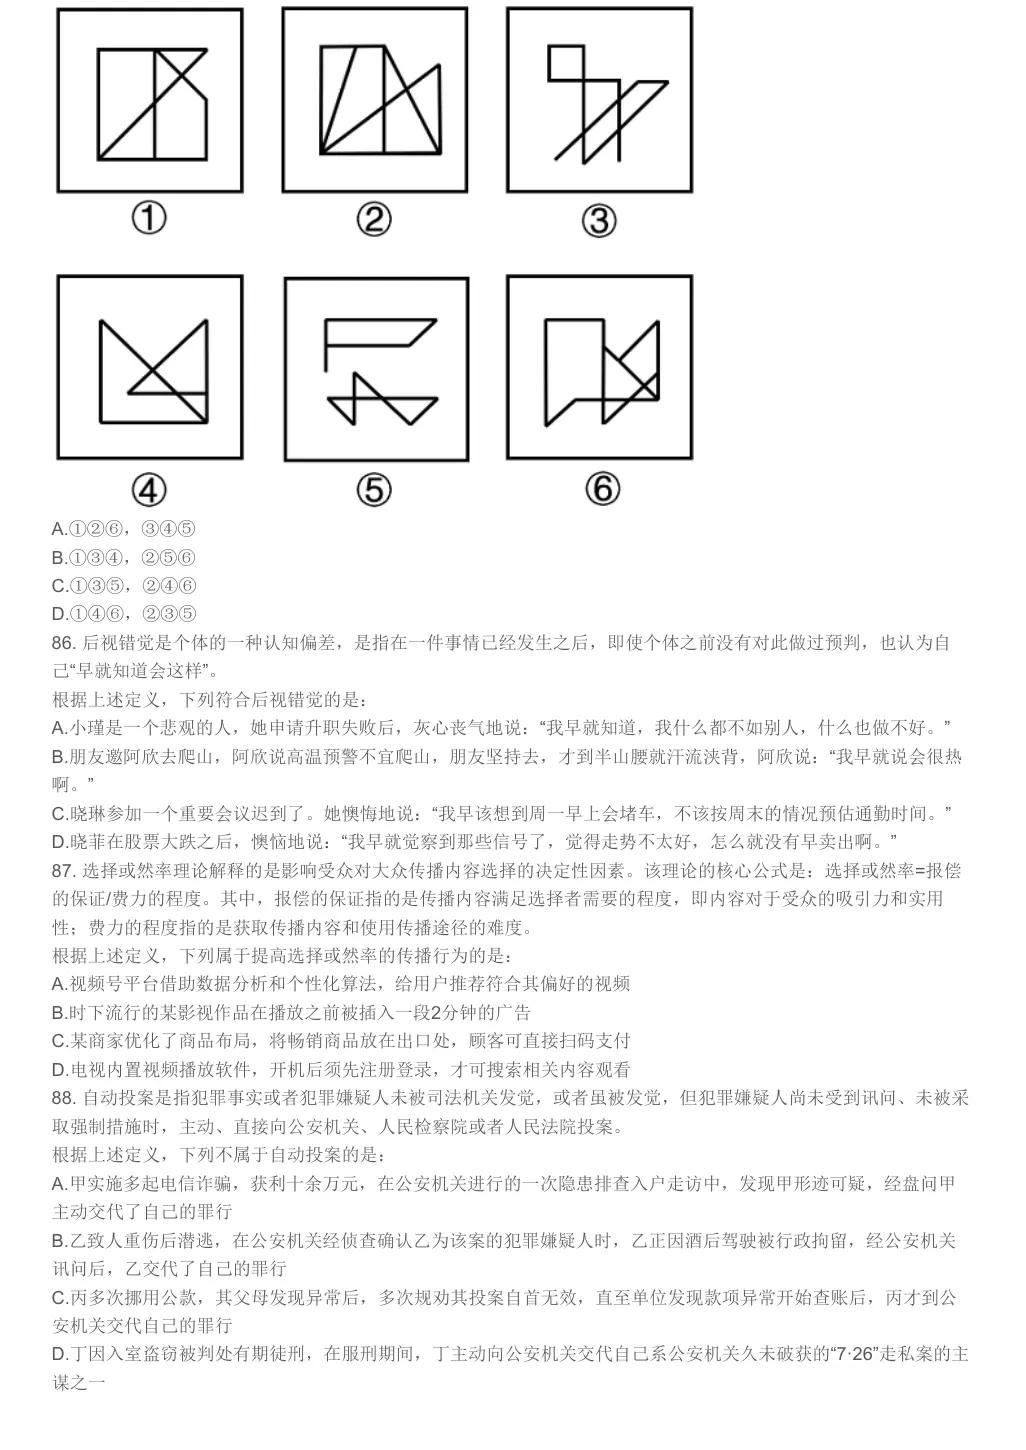 ①
②
③
④
⑤
⑥
A.①②⑥，③④⑤
B.①③④，②⑤⑥
C.①③⑤，②④⑥
D.①④⑥，②③⑤
86. 后视错觉是个体的一种认知偏差，是指在一件事情已经发生之后，即使个体之前没有对此做过预判，也认为自
己“早就知道会这样”。
根据上述定义，下列符合后视错觉的是：
A.小瑾是一个悲观的人，她申请升职失败后，灰心丧气地说：“我早就知道，我什么都不如别人，什么也做不好。”
B.朋友邀阿欣去爬山，阿欣说高温预警不宜爬山，朋友坚持去，才到半山腰就汗流浃背，阿欣说：“我早就说会很热
啊。”
C.晓琳参加一个重要会议迟到了。她懊悔地说：“我早该想到周一早上会堵车，不该按周末的情况预估通勤时间。”
D.晓菲在股票大跌之后，懊恼地说：“我早就觉察到那些信号了，觉得走势不太好，怎么就没有早卖出啊。”
87. 选择或然率理论解释的是影响受众对大众传播内容选择的决定性因素。该理论的核心公式是：选择或然率=报偿
的保证/费力的程度。其中，报偿的保证指的是传播内容满足选择者需要的程度，即内容对于受众的吸引力和实用
性；费力的程度指的是获取传播内容和使用传播途径的难度。
根据上述定义，下列属于提高选择或然率的传播行为的是：
A.视频号平台借助数据分析和个性化算法，给用户推荐符合其偏好的视频
B.时下流行的某影视作品在播放之前被插入一段2分钟的广告
C.某商家优化了商品布局，将畅销商品放在出口处，顾客可直接扫码支付
D.电视内置视频播放软件，开机后须先注册登录，才可搜索相关内容观看
88. 自动投案是指犯罪事实或者犯罪嫌疑人未被司法机关发觉，或者虽被发觉，但犯罪嫌疑人尚未受到讯问、未被采
取强制措施时，主动、直接向公安机关、人民检察院或者人民法院投案。
根据上述定义，下列不属于自动投案的是：
A.甲实施多起电信诈骗，获利十余万元，在公安机关进行的一次隐患排查入户走访中，发现甲形迹可疑，经盘问甲
主动交代了自己的罪行
B.乙致人重伤后潜逃，在公安机关经侦查确认乙为该案的犯罪嫌疑人时，乙正因酒后驾驶被行政拘留，经公安机关
讯问后，乙交代了自己的罪行
C.丙多次挪用公款，其父母发现异常后，多次规劝其投案自首无效，直至单位发现款项异常开始查账后，丙才到公
安机关交代自己的罪行
D.丁因入室盗窃被判处有期徒刑，在服刑期间，丁主动向公安机关交代自己系公安机关久未破获的“7·26”走私案的主
谋之一